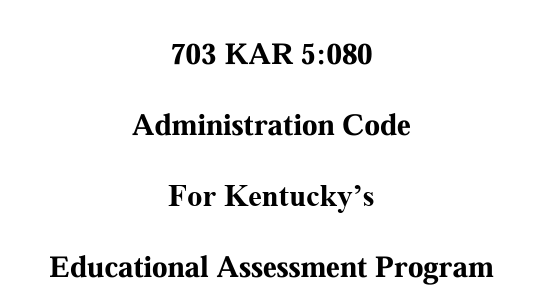 703 KAR 5:080
Administration Code
For Kentucky’s
Educational Assessment Program